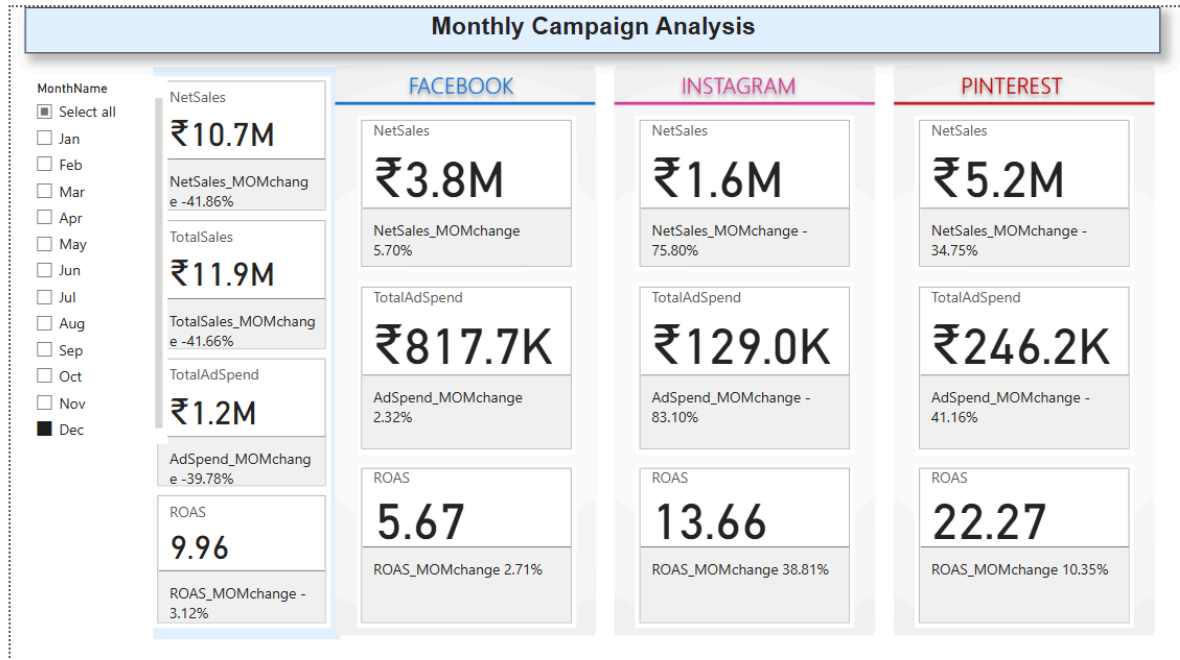 Monthly Campaign Analysis
MonthName
Select all
Jan
Feb
Mar
Apr
May
Jun
Jul
Aug
Sep
Oct
Nov
Dec
NetSales
₹10.7M
NetSales_MOMchang
e -41.86%
TotalSales
₹11.9M
TotalSales_MOMchang
e -41.66%
TotalAdSpend
₹1.2M
AdSpend_MOMchang
e -39.78%
ROAS
9.96
ROAS_MOMchange -
3.12%
FACEBOOK
NetSales
₹3.8M
NetSales_MOMchange
5.70%
TotalAdSpend
₹817.7K
AdSpend_MOMchange
2.32%
ROAS
5.67
ROAS_MOMchange 2.71%
INSTAGRAM
NetSales
₹1.6M
NetSales_MOMchange -
75.80%
TotalAdSpend
₹129.0K
AdSpend_MOMchange -
83.10%
ROAS
13.66
ROAS_MOMchange 38.81%
PINTEREST
NetSales
₹5.2M
NetSales_MOMchange -
34.75%
TotalAdSpend
₹246.2K
AdSpend_MOMchange -
41.16%
ROAS
22.27
ROAS_MOMchange 10.35%